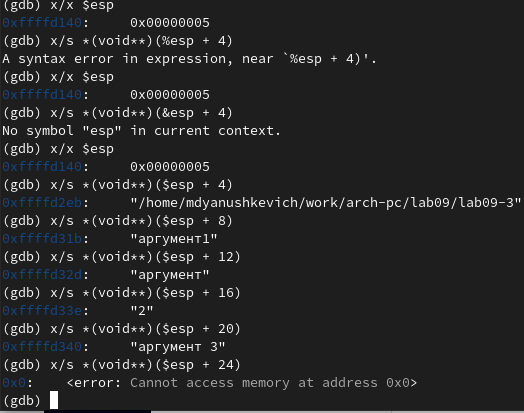 (gdb) x/x $esp
0xffffd140:     0x00000005
(gdb) x/s *(void**)(%esp + 4)
A syntax error in expression, near `%esp + 4)'.
(gdb) x/x $esp
0xffffd140:     0x00000005
(gdb) x/s *(void**)(&esp + 4)
No symbol "esp" in current context.
(gdb) x/x $esp
0xffffd140:     0x00000005
(gdb) x/s *(void**)($esp + 4)
0xffffd2eb:     "/home/mdyanushkevich/work/arch-pc/lab09/lab09-3"
(gdb) x/s *(void**)($esp + 8)
0xffffd31b:     "аргумент1"
(gdb) x/s *(void**)($esp + 12)
0xffffd32d:     "аргумент"
(gdb) x/s *(void**)($esp + 16)
0xffffd33e:     "2"
(gdb) x/s *(void**)($esp + 20)
0xffffd340:     "аргумент 3"
(gdb) x/s *(void**)($esp + 24)
0x0:    <error: Cannot access memory at address 0x0>
(gdb)